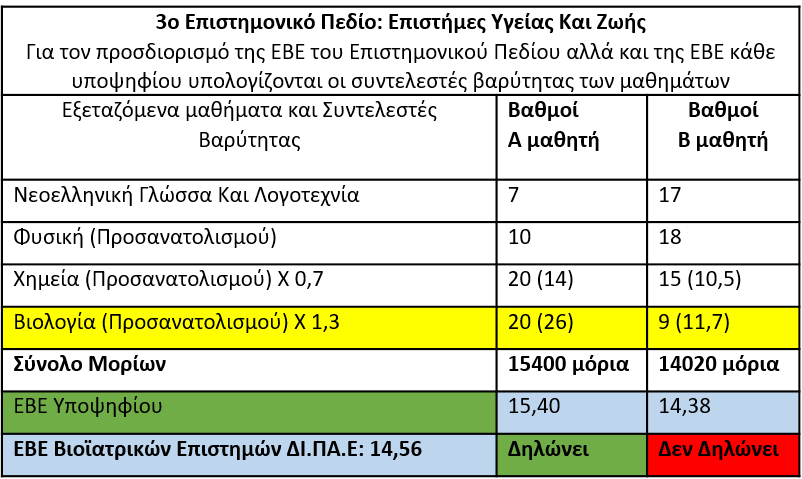 3ο Επιστημονικό Πεδίο: Επιστήμες Υγείας Και Ζωής
Για τον προσδιορισμό της ΕΒΕ του Επιστημονικού Πεδίου αλλά και της ΕΒΕ κάθε
υποψηφίου υπολογίζονται οι συντελεστές βαρύτητας των μαθημάτων
Εξεταζόμενα μαθήματα και Συντελεστές Βαθμοί Βαθμοί
Βαρύτητας Α μαθητή Β μαθητή
Νεοελληνική Γλώσσα Και Λογοτεχνία 7 17
Φυσική (Προσανατολισμού) 10 18
Χημεία (Προσανατολισμού) Χ 0,7 20 (14) 15 (10,5)
Βιολογία (Προσανατολισμού) Χ 1,3 20 (26) 9 (11,7)
Σύνολο Μορίων 15400 μόρια 14020 μόρια
ΕΒΕ Υποψηφίου 15,40 14,38
ΕΒΕ Βιοϊατρικών Επιστημών ΔΙ.ΠΑ.Ε: 14,56 Δηλώνει Δεν Δηλώνει